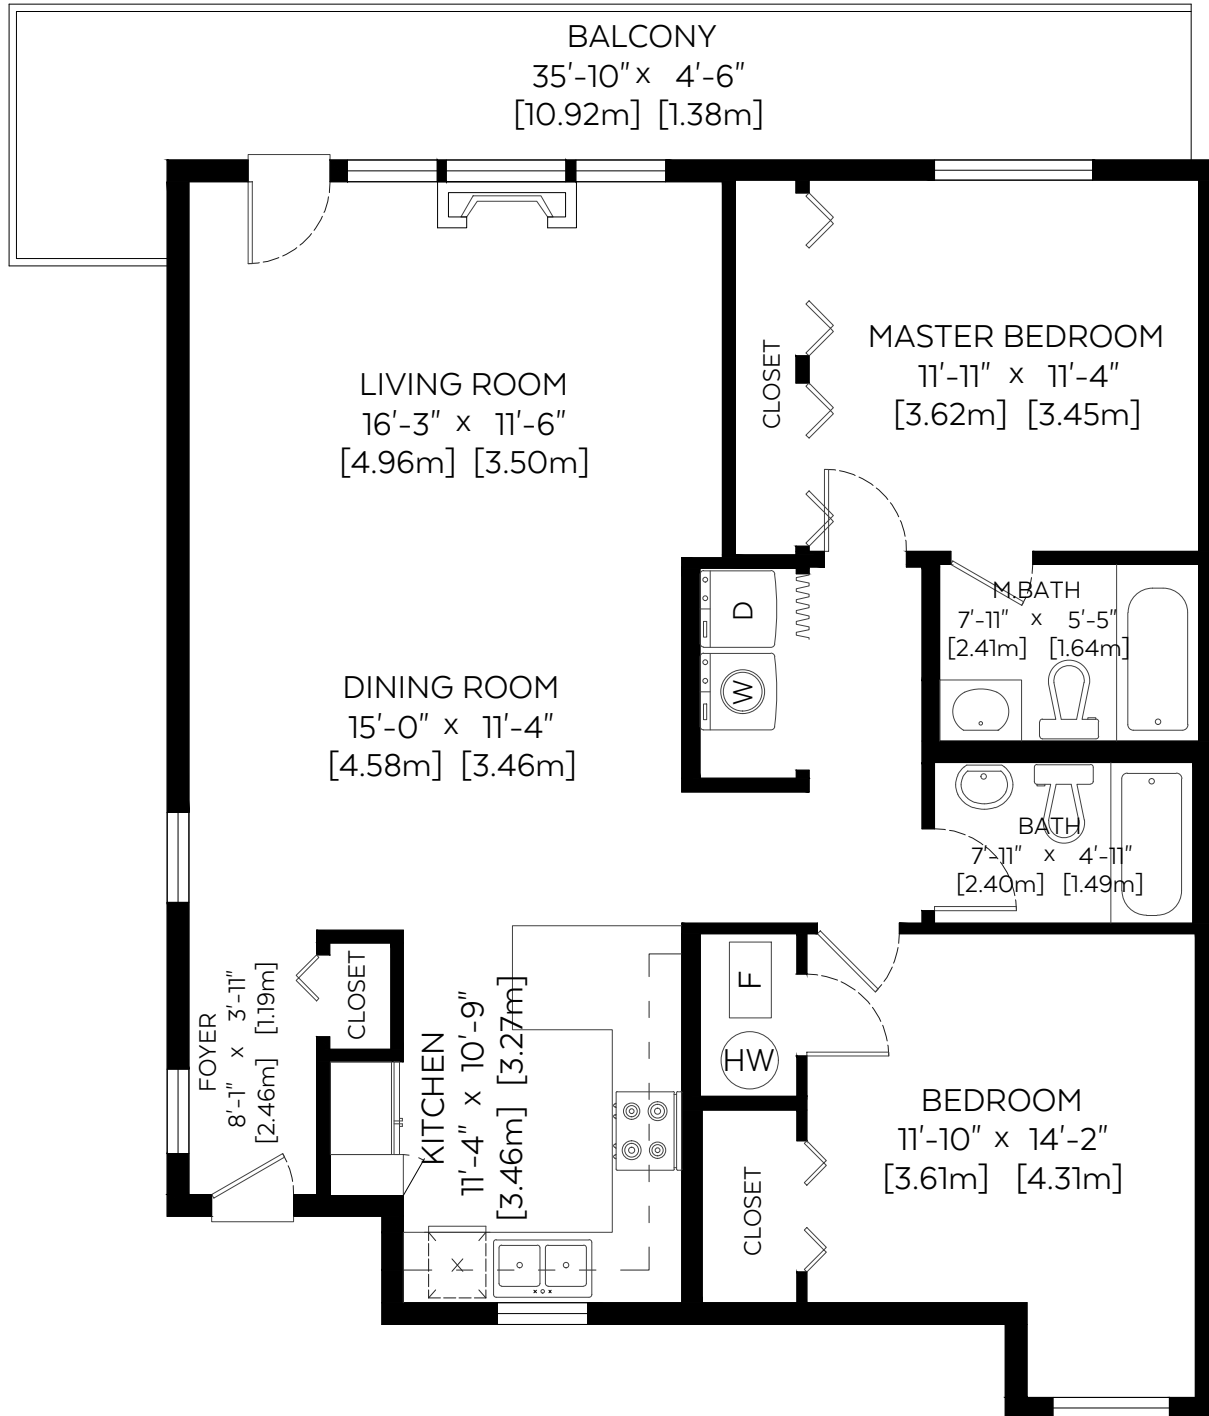 BALCONY
35'-10" x 4'-6"
[10.92m] [1.38m]
LIVING ROOM
16'-3" x 11'-6"
[4.96m] [3.50m]
CLOSET
MASTER BEDROOM
11'-11" x 11'-4"
[3.62m] [3.45m]
D
W
M.BATH
7'-11" x 5'-5"
[2.41m] [1.64m]
DINING ROOM
15'-0" x 11'-4"
[4.58m] [3.46m]
BATH
7'-11" x 4'-11"
[2.40m] [1.49m]
FOYER
8'-1" x 3'-11"
[2.46m] [1.19m]
CLOSET
KITCHEN
11'-4" x 10'-9"
[3.46m] [3.27m]
F
HW
CLOSET
BEDROOM
11'-10" x 14'-2"
[3.61m] [4.31m]